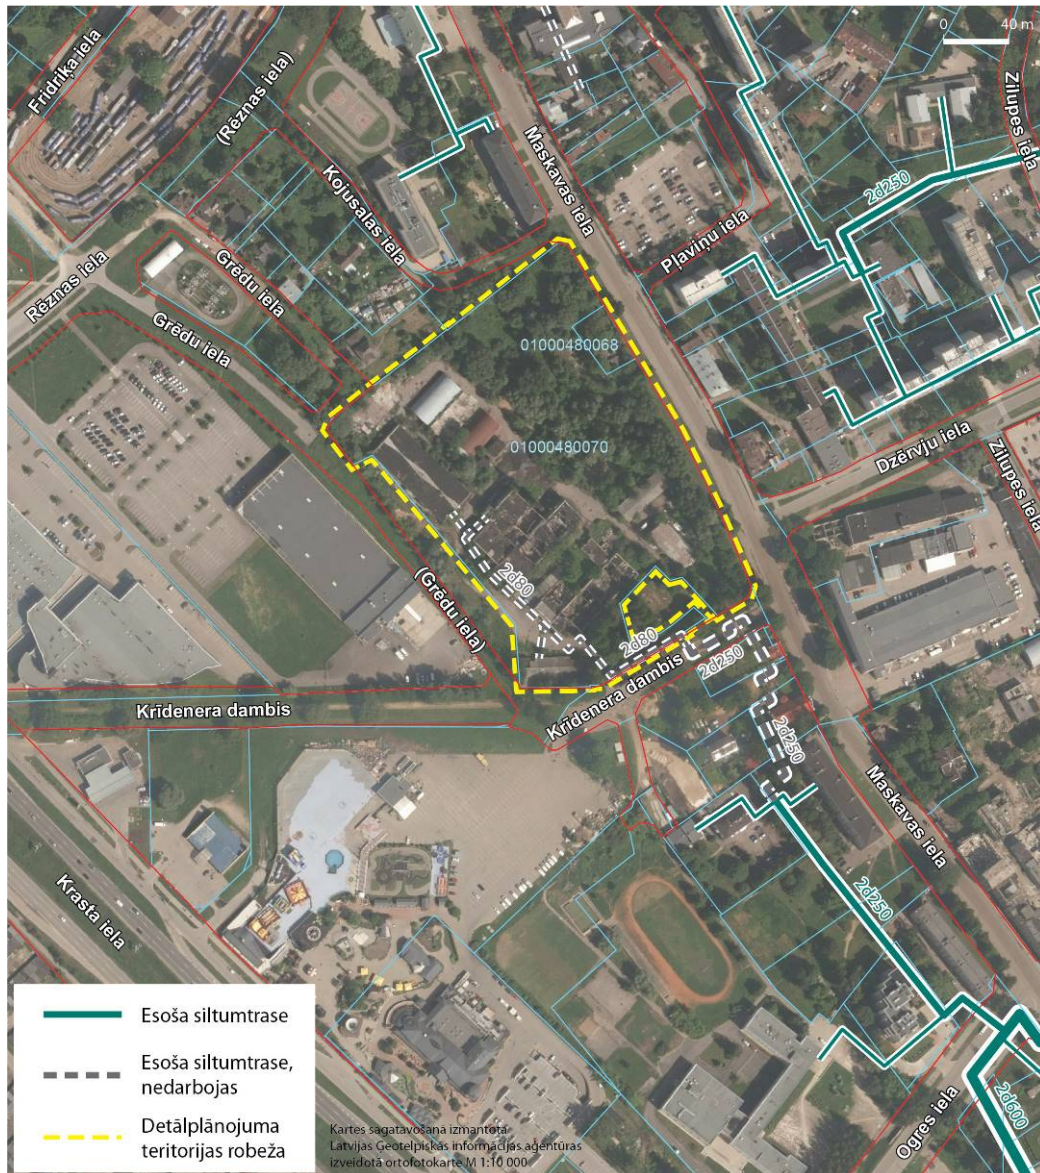 0 40 m
Fridriķa iela
(Rēznas iela)
Zilupes iela
Maskavas iela
2d250
Kojusalas iela
Pļaviņu iela
Grēdu iela
Rēznas iela
Grēdu iela
01000480068
01000480070
Dzērvju iela
Zilupes iela
2d80
(Grēdu iela)
2d80
2d250
Krīdenera dambis
Krīdenera dambis
2d250
Maskavas iela
Krasta iela
2d250
2d600
Ogres iela
Esoša siltumtrase
Esoša siltumtrase,
nedarbojas
Detālplānojuma
teritorijas robeža
Kartes sagatavošanā izmantota
Latvijas Ģeotelpiskās informācijas aģentūras
izveidotā ortofotokarte M 1:10 000